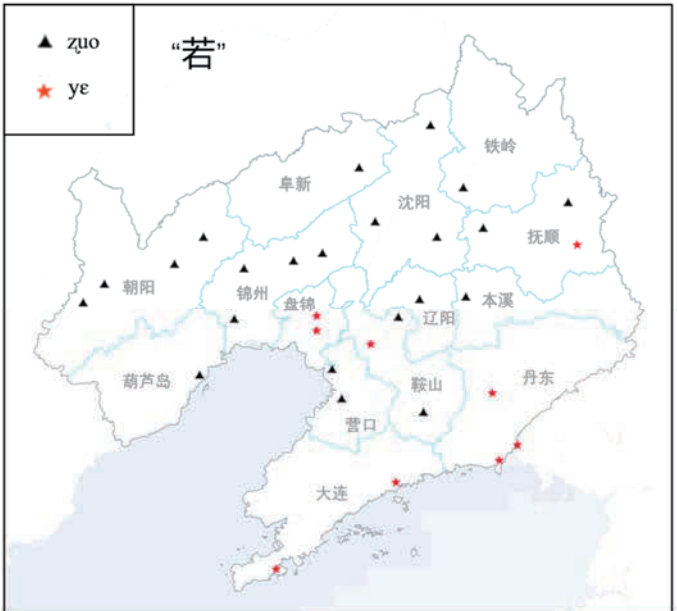 ʐuo
yɛ
“若”
铁岭
阜新
沈阳
抚顺
朝阳
锦州
盘锦
辽阳
本溪
葫芦岛
鞍山
丹东
营口
大连